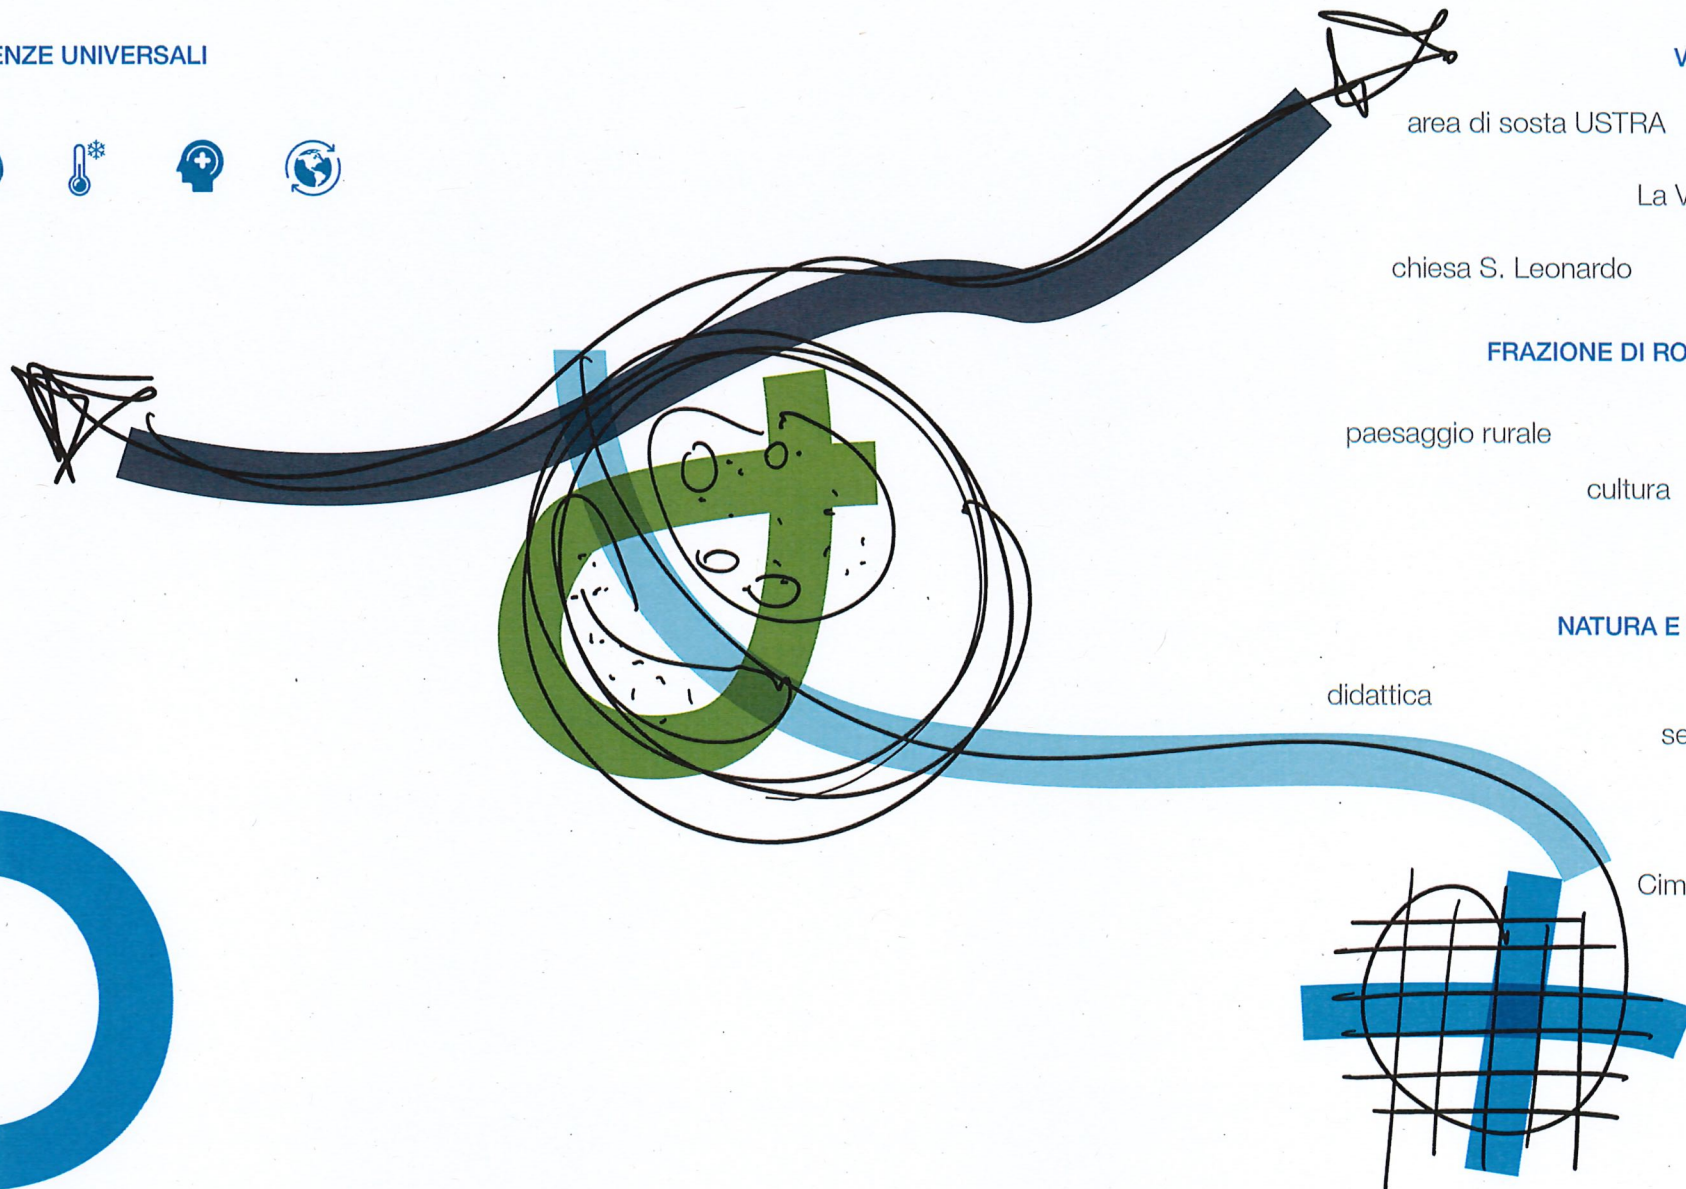 ENZE UNIVERSALI
V
area di sosta USTRA
La V
chiesa S. Leonardo
FRAZIONE DI RO
paesaggio rurale
cultura
NATURA E
didattica
se
Cim